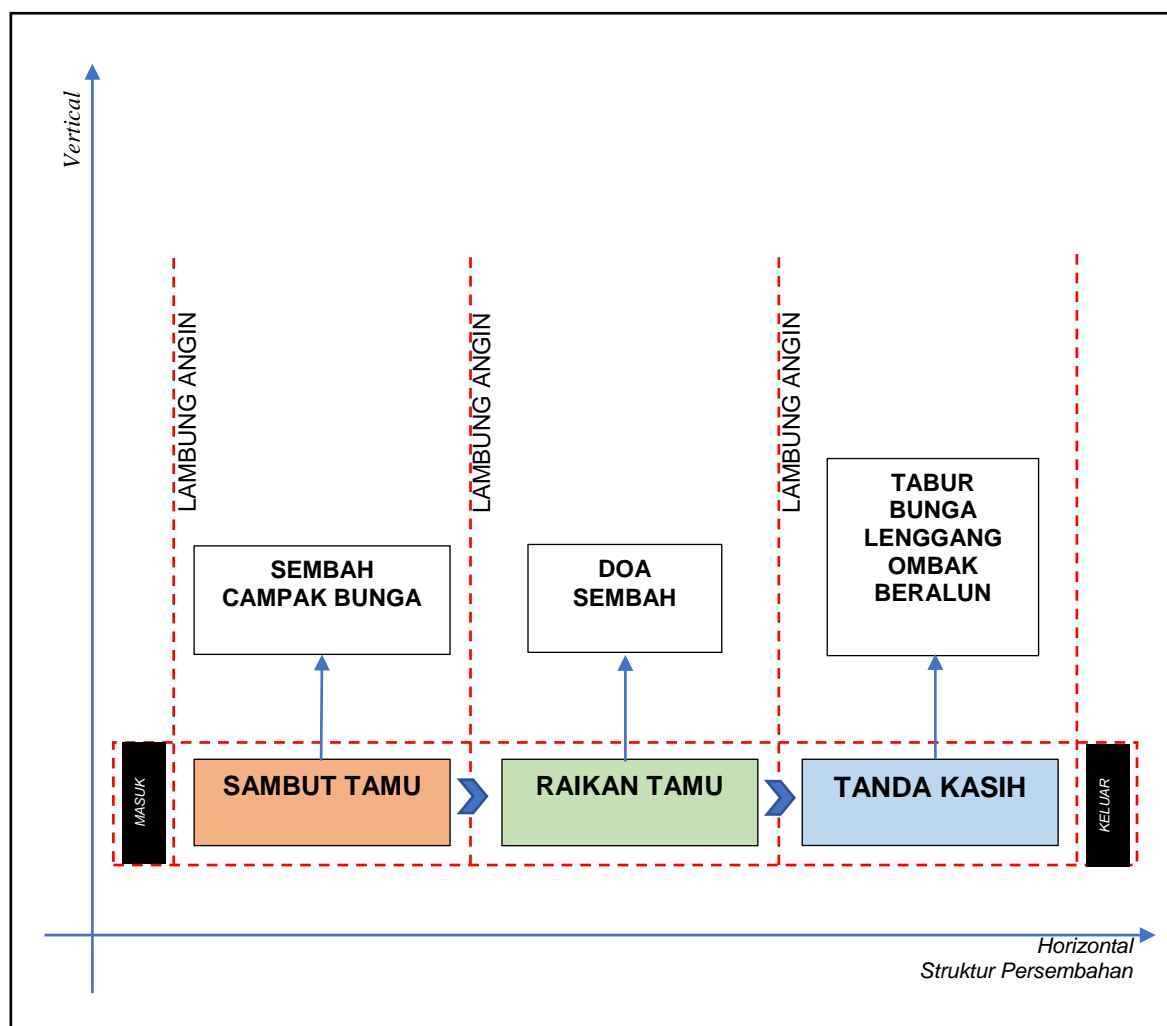 Vertical
LAMBUNG ANGIN
LAMBUNG ANGIN
LAMBUNG ANGIN
SEMBAH
CAMPAK BUNGA
DOA
SEMBAH
TABUR
BUNGA
LENGGANG
OMBAK
BERALUN
MASUK
SAMBUT TAMU
RAIKAN TAMU
TANDA KASIH
KELUAR
Horizontal
Struktur Persembahan